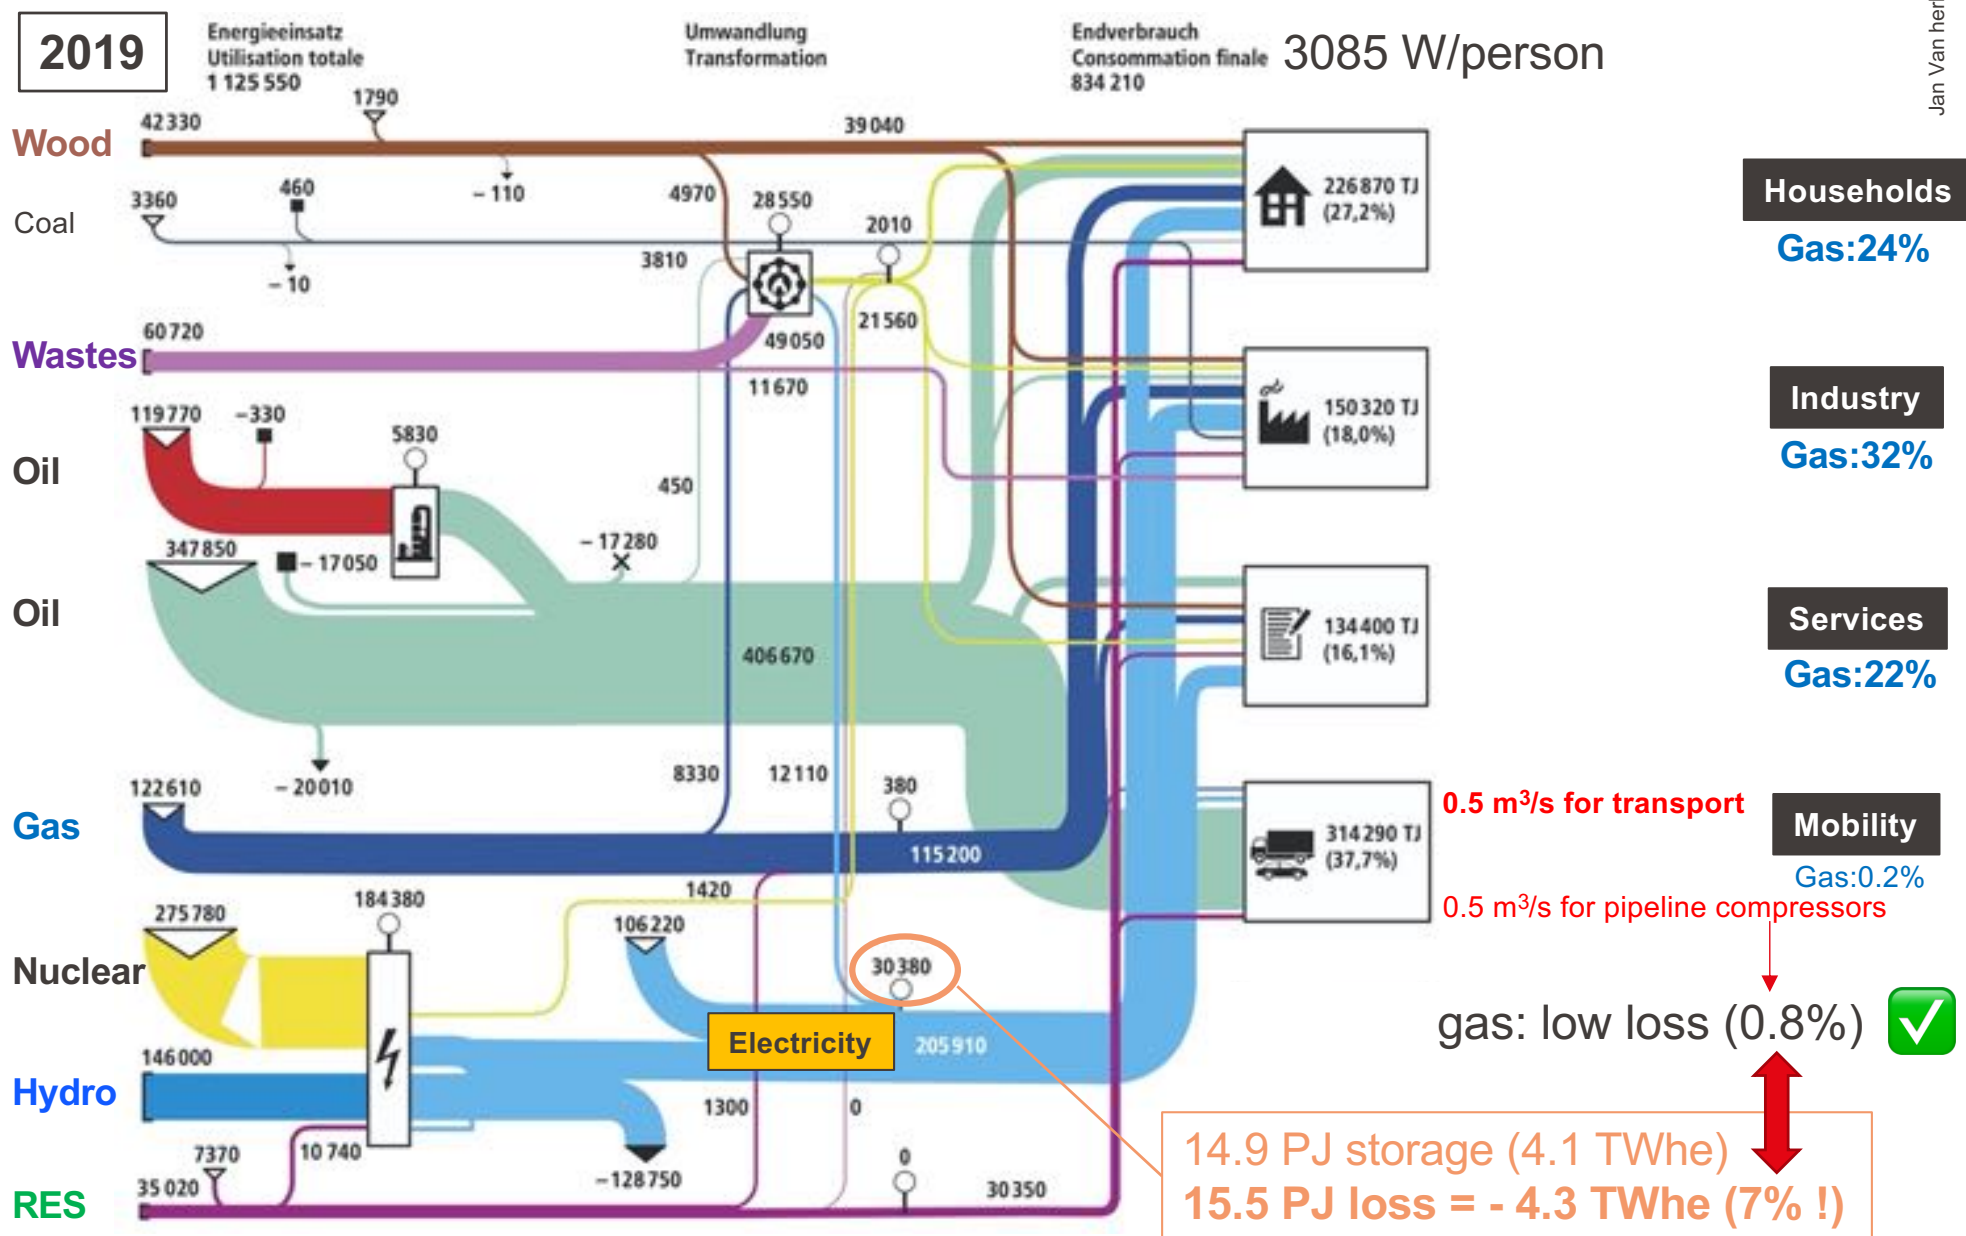 2019
Energieeinsatz
Utilisation totale
1 125 550
Umwandlung
Transformation
Endverbrauch
Consommation finale
834 210
3085 W/person
Jan Van her
1790
42 330
Wood
39 040
- 110
4970
28 550
2010
226 870 TJ
(27,2%)
Households
Gas:24%
3360
460
Coal
3810
- 10
60 720
Wastes
49 050
21 560
11 670
150 320 TJ
(18,0%)
Industry
Gas:32%
119 770
-330
5830
Oil
450
- 17 280
347 850
- 17 050
Oil
406 670
134 400 TJ
(16,1%)
Services
Gas:22%
- 20 010
122 610
8330
12 110
380
Gas
115 200
314 290 TJ
(37,7%)
0.5 m³/s for transport
Mobility
Gas:0.2%
0.5 m³/s for pipeline compressors
1420
275 780
184 380
106 220
30 380
Nuclear
Electricity
205 910
gas: low loss (0.8%)
146 000
Hydro
1300
0
10 740
7370
-128 750
0
35 020
30 350
RES
14.9 PJ storage (4.1 TWhe)
15.5 PJ loss = - 4.3 TWhe (7% !)